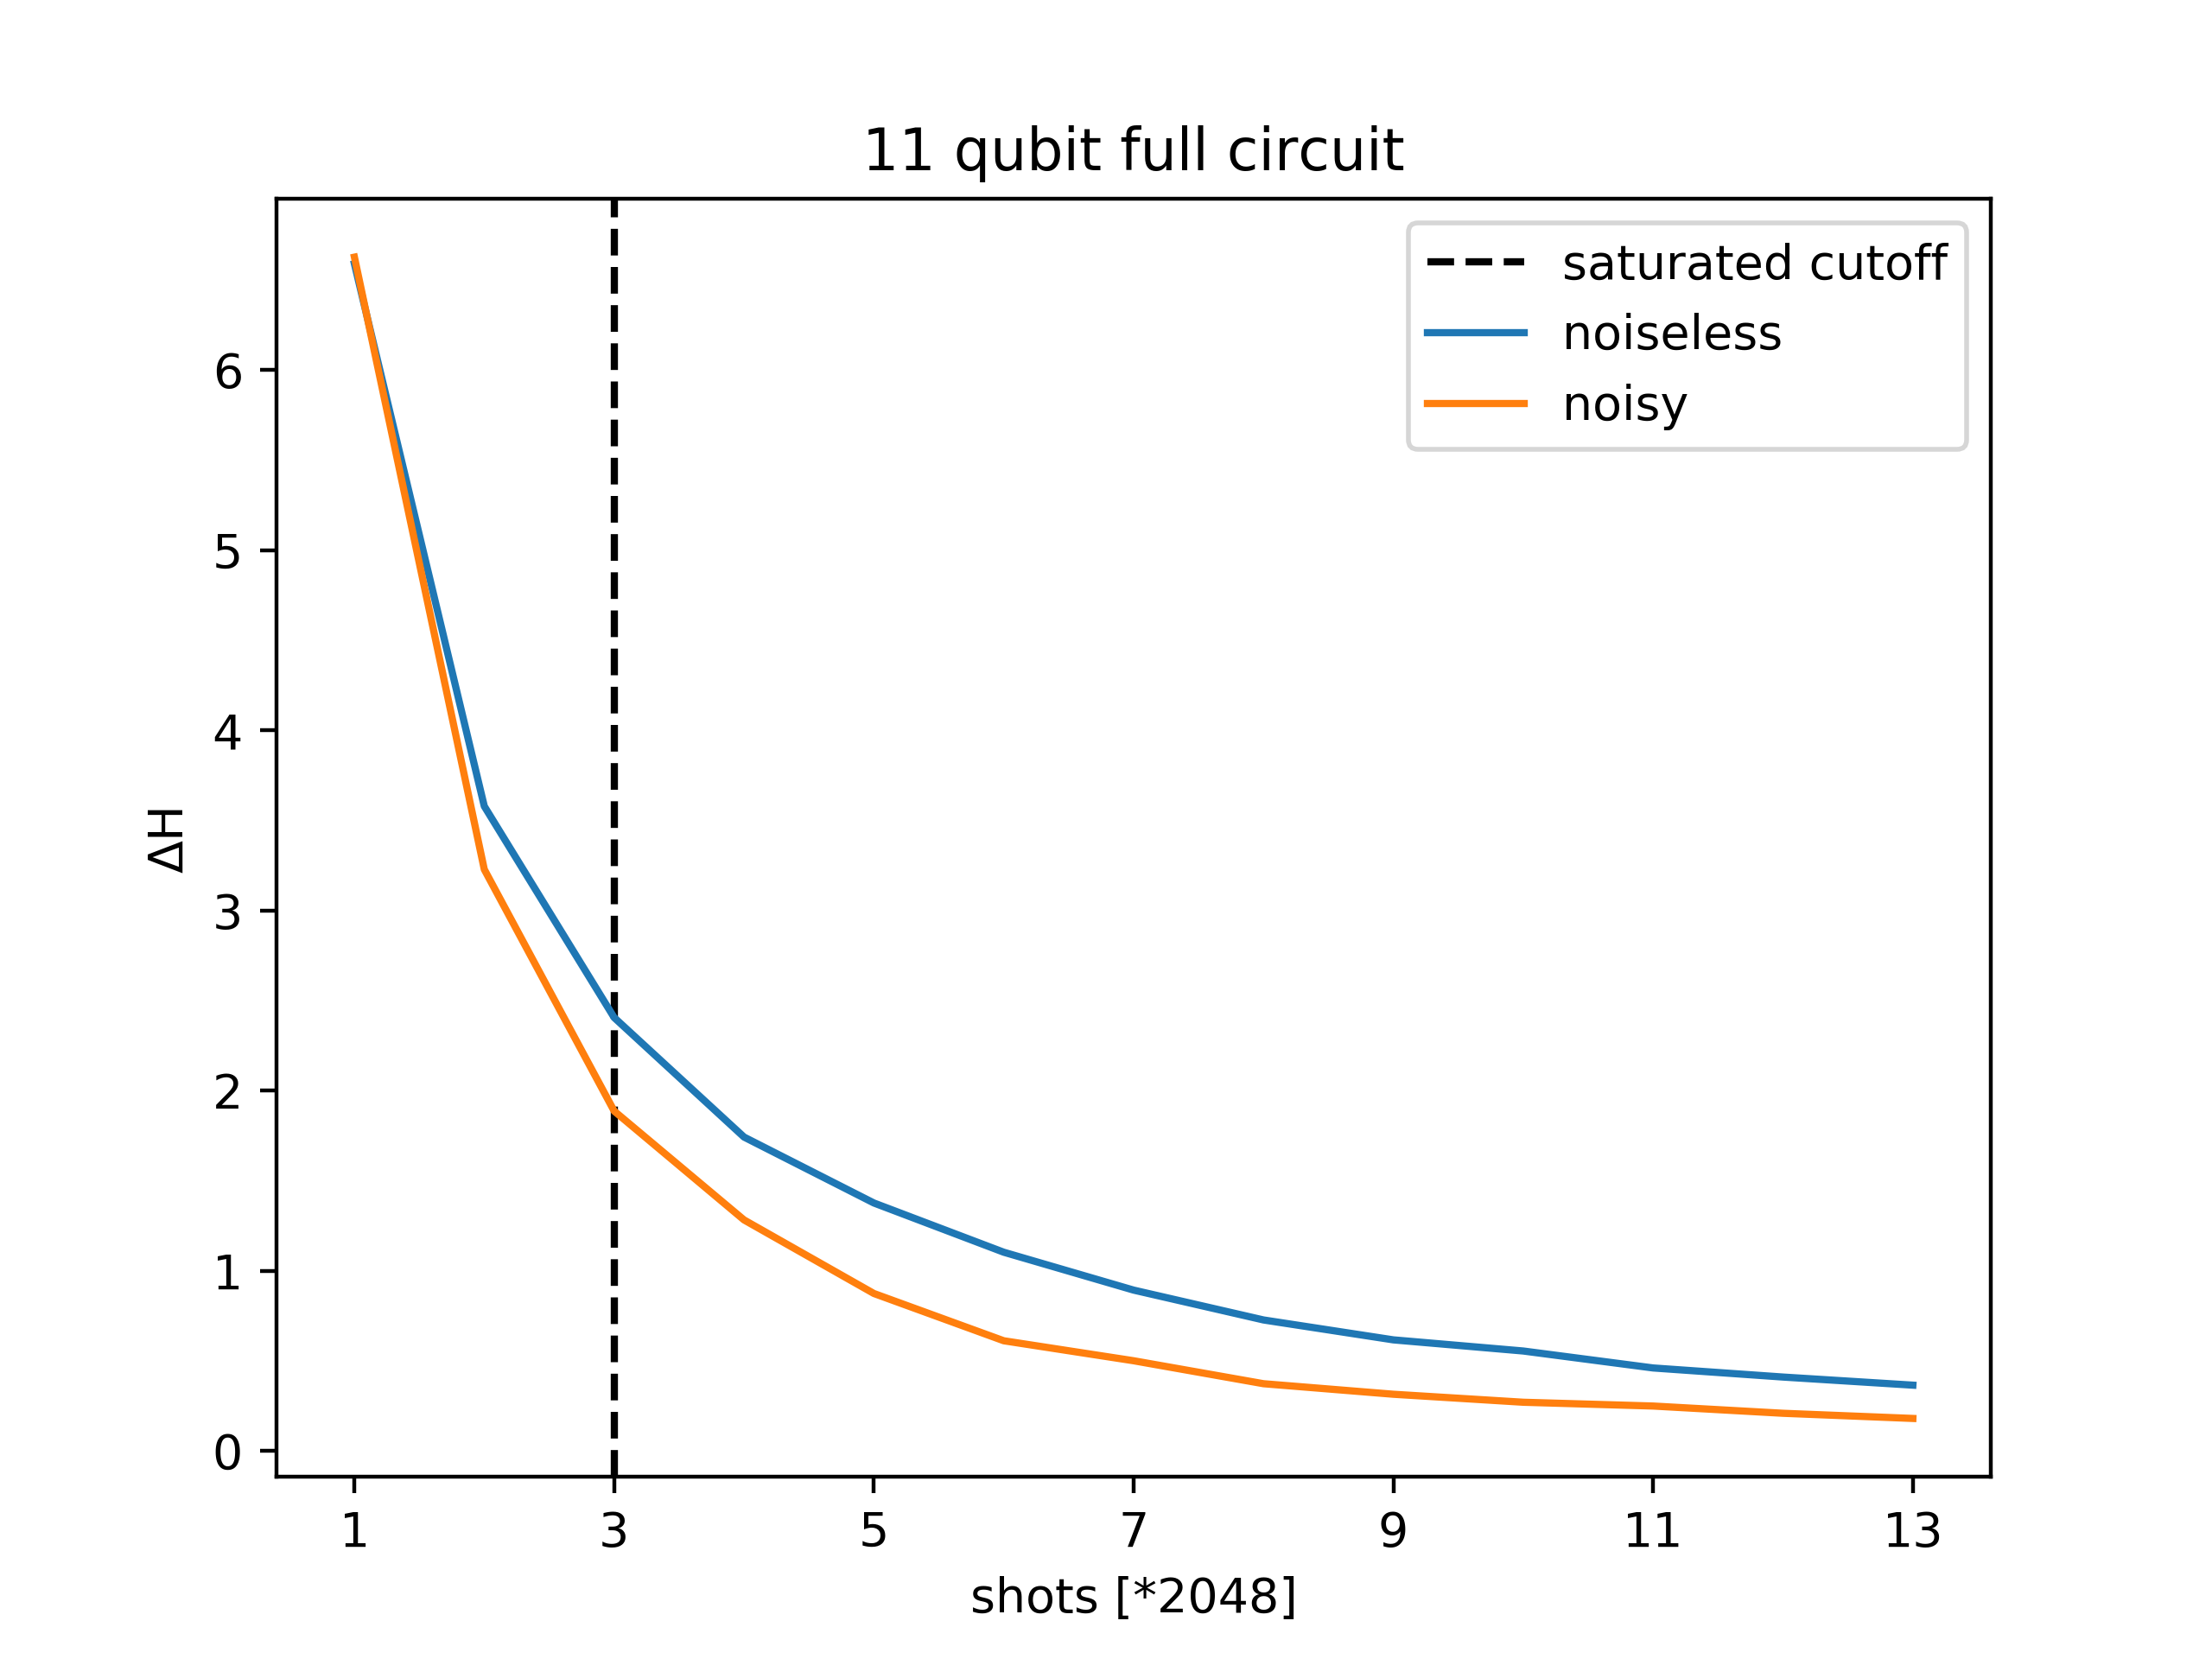 11 qubit full circuit
saturated cutoff
noiseless
noisy
ΔH
6
5
4
3
2
1
0
1 3 5 7 9 11 13
shots [*2048]